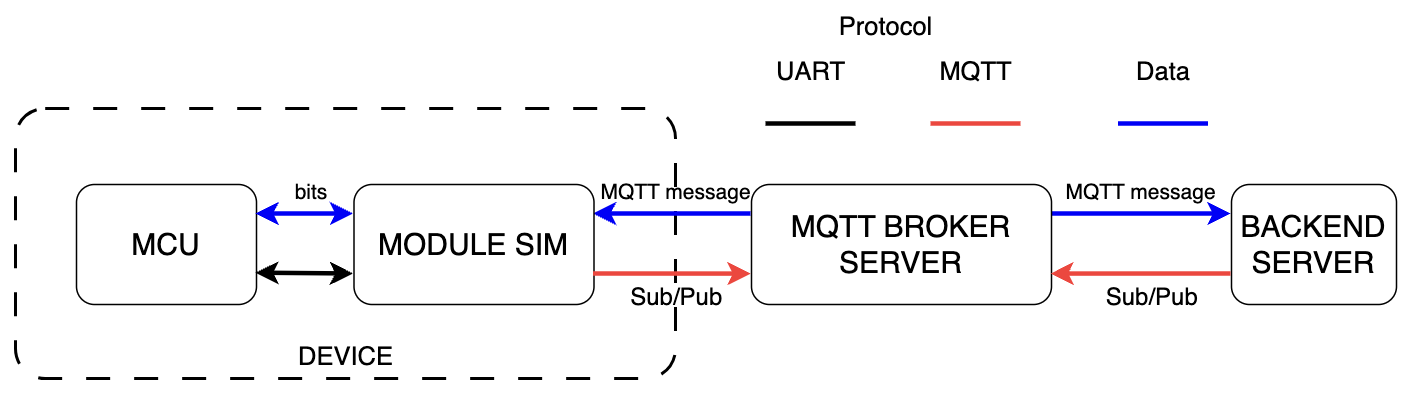 Protocol
UART
MQTT
Data
bits
MQTT message
MQTT message
MCU
MODULE SIM
MQTT BROKER
SERVER
BACKEND
SERVER
Sub/Pub
Sub/Pub
DEVICE